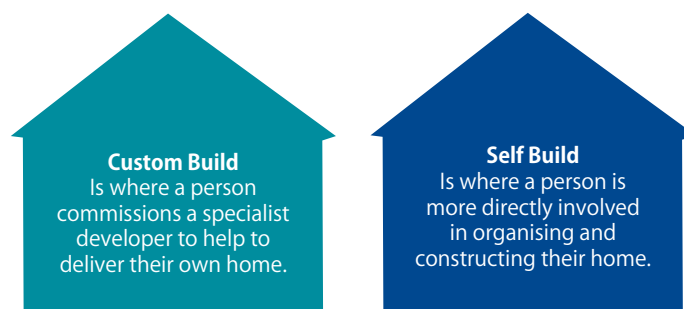 Custom Build
Is where a person
commissions a specialist
developer to help to
deliver their own home.
Self Build
Is where a person is
more directly involved
in organising and
constructing their home.